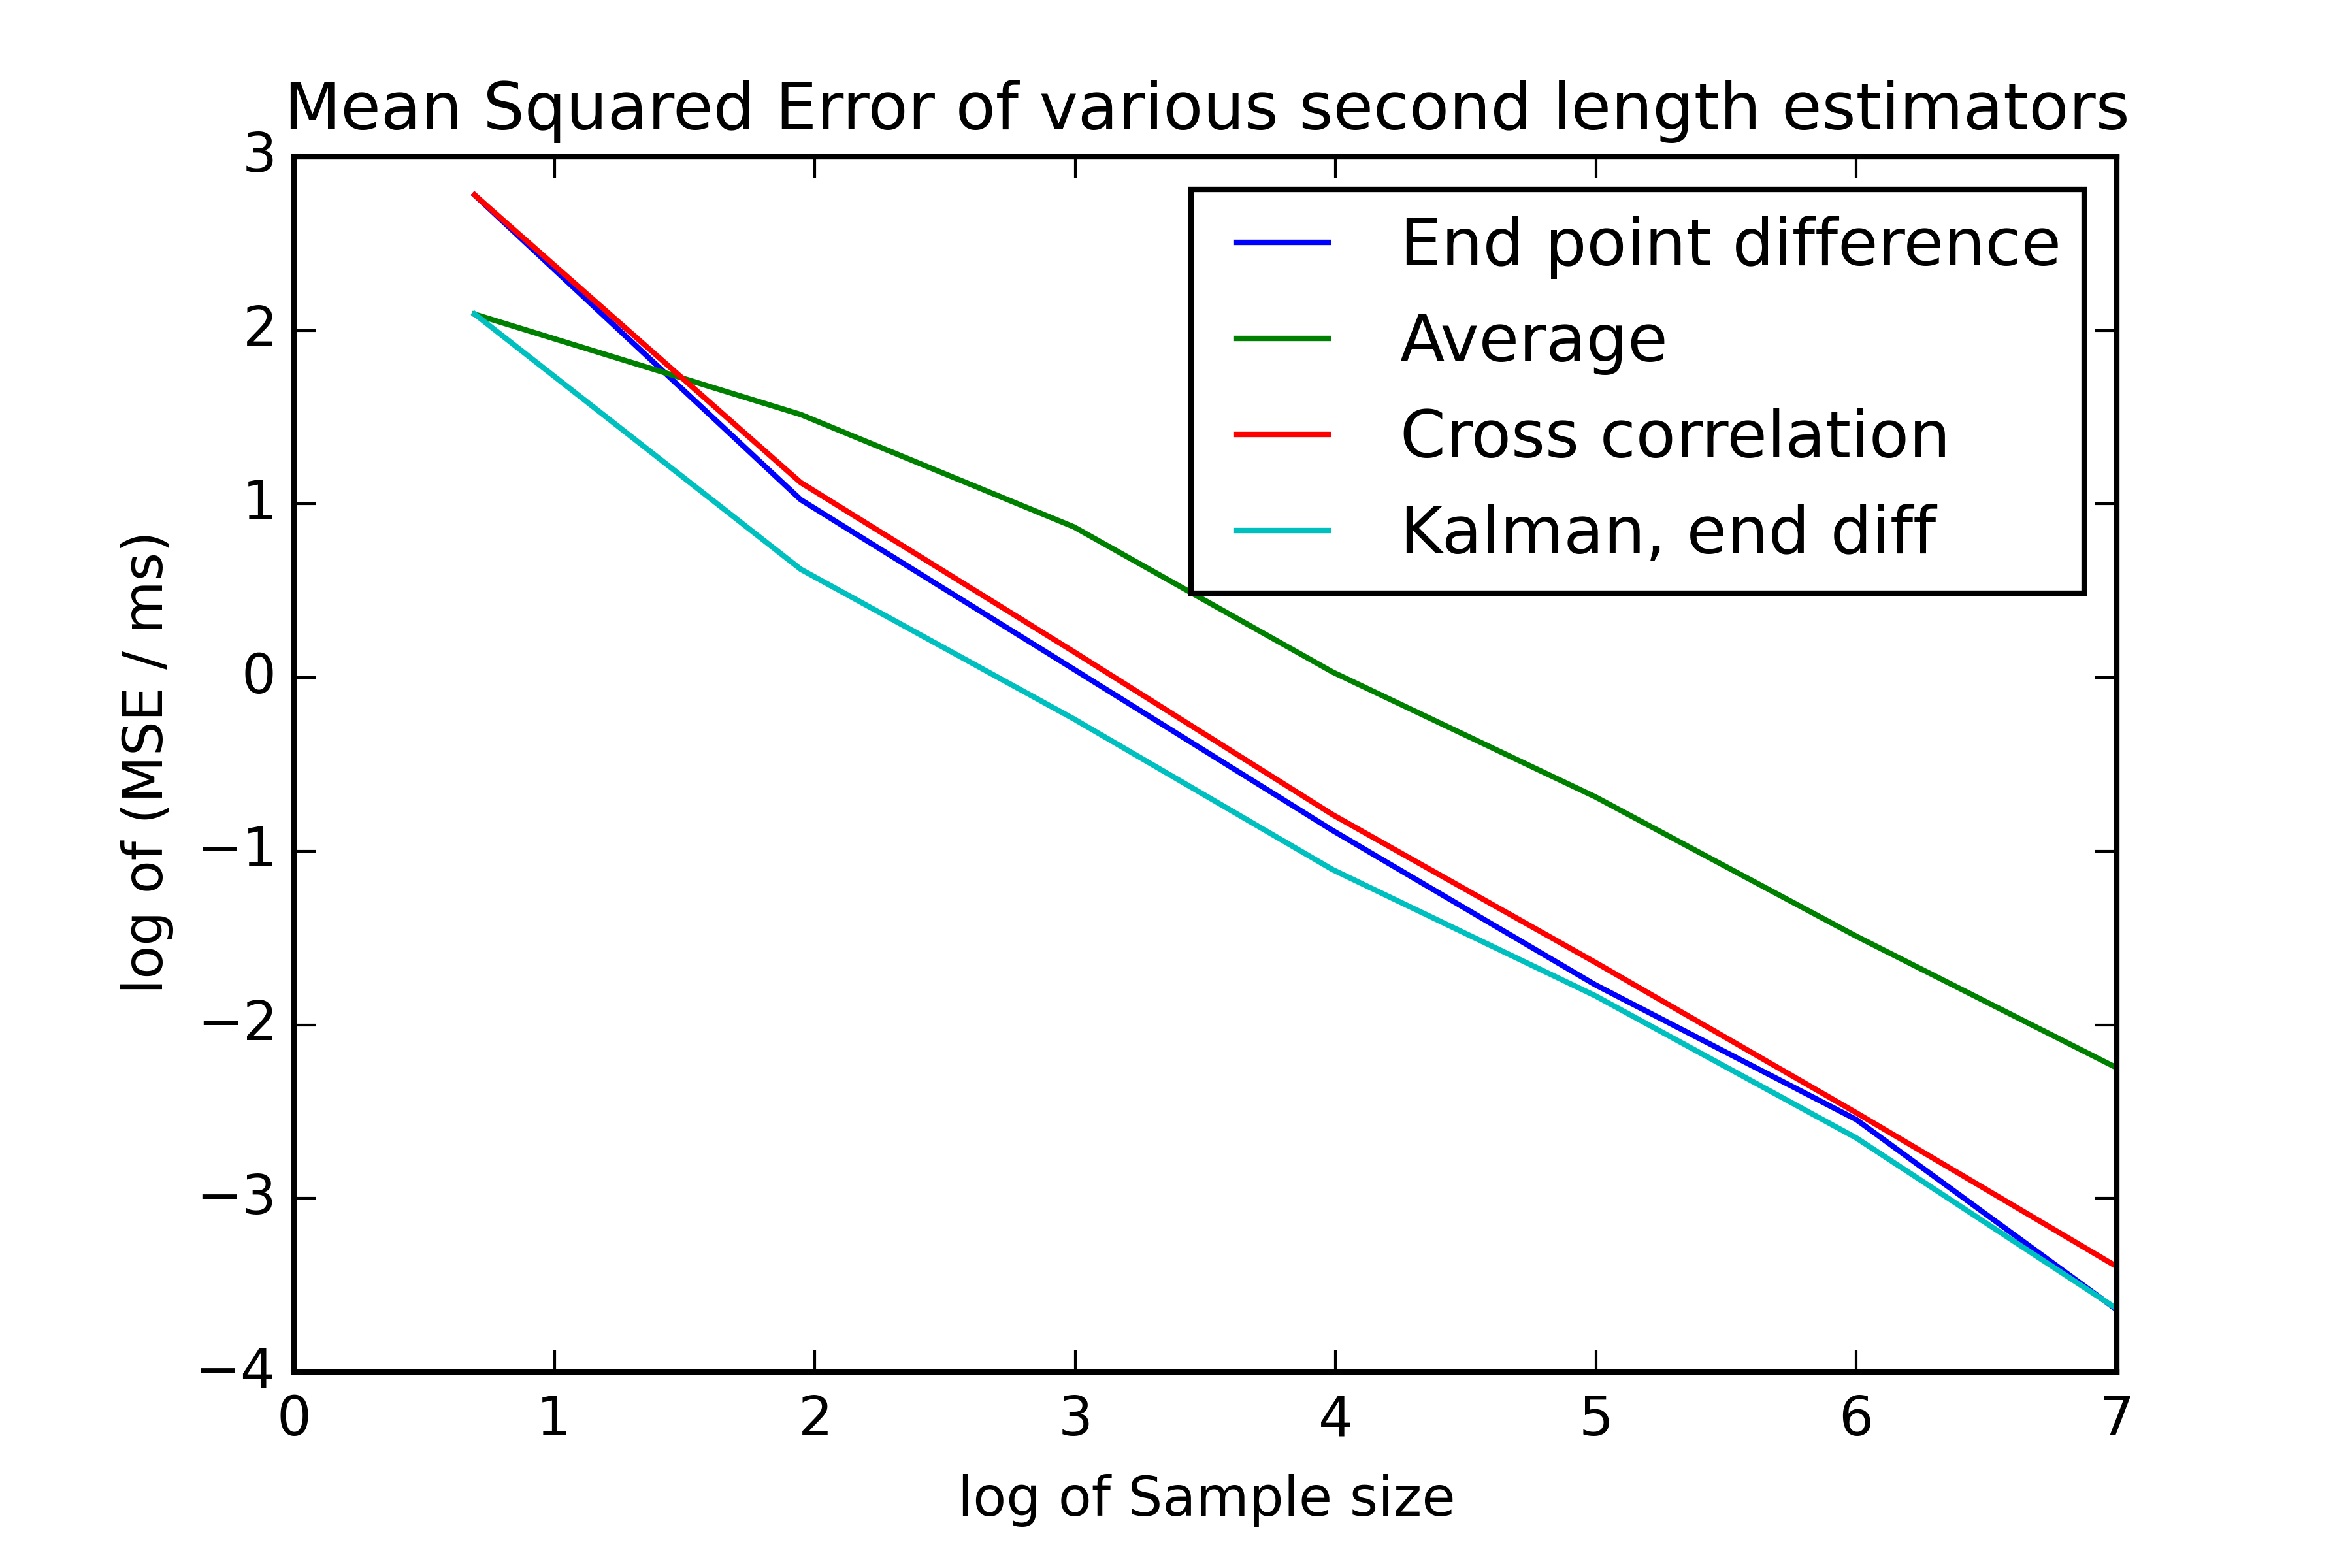 Mean Squared Error of various second length estimators
3
2
1
0
−1
−2
−3
−4
log of (MSE / ms)
End point difference
Average
Cross correlation
Kalman, end diff
0 1 2 3 4 5 6 7
log of Sample size